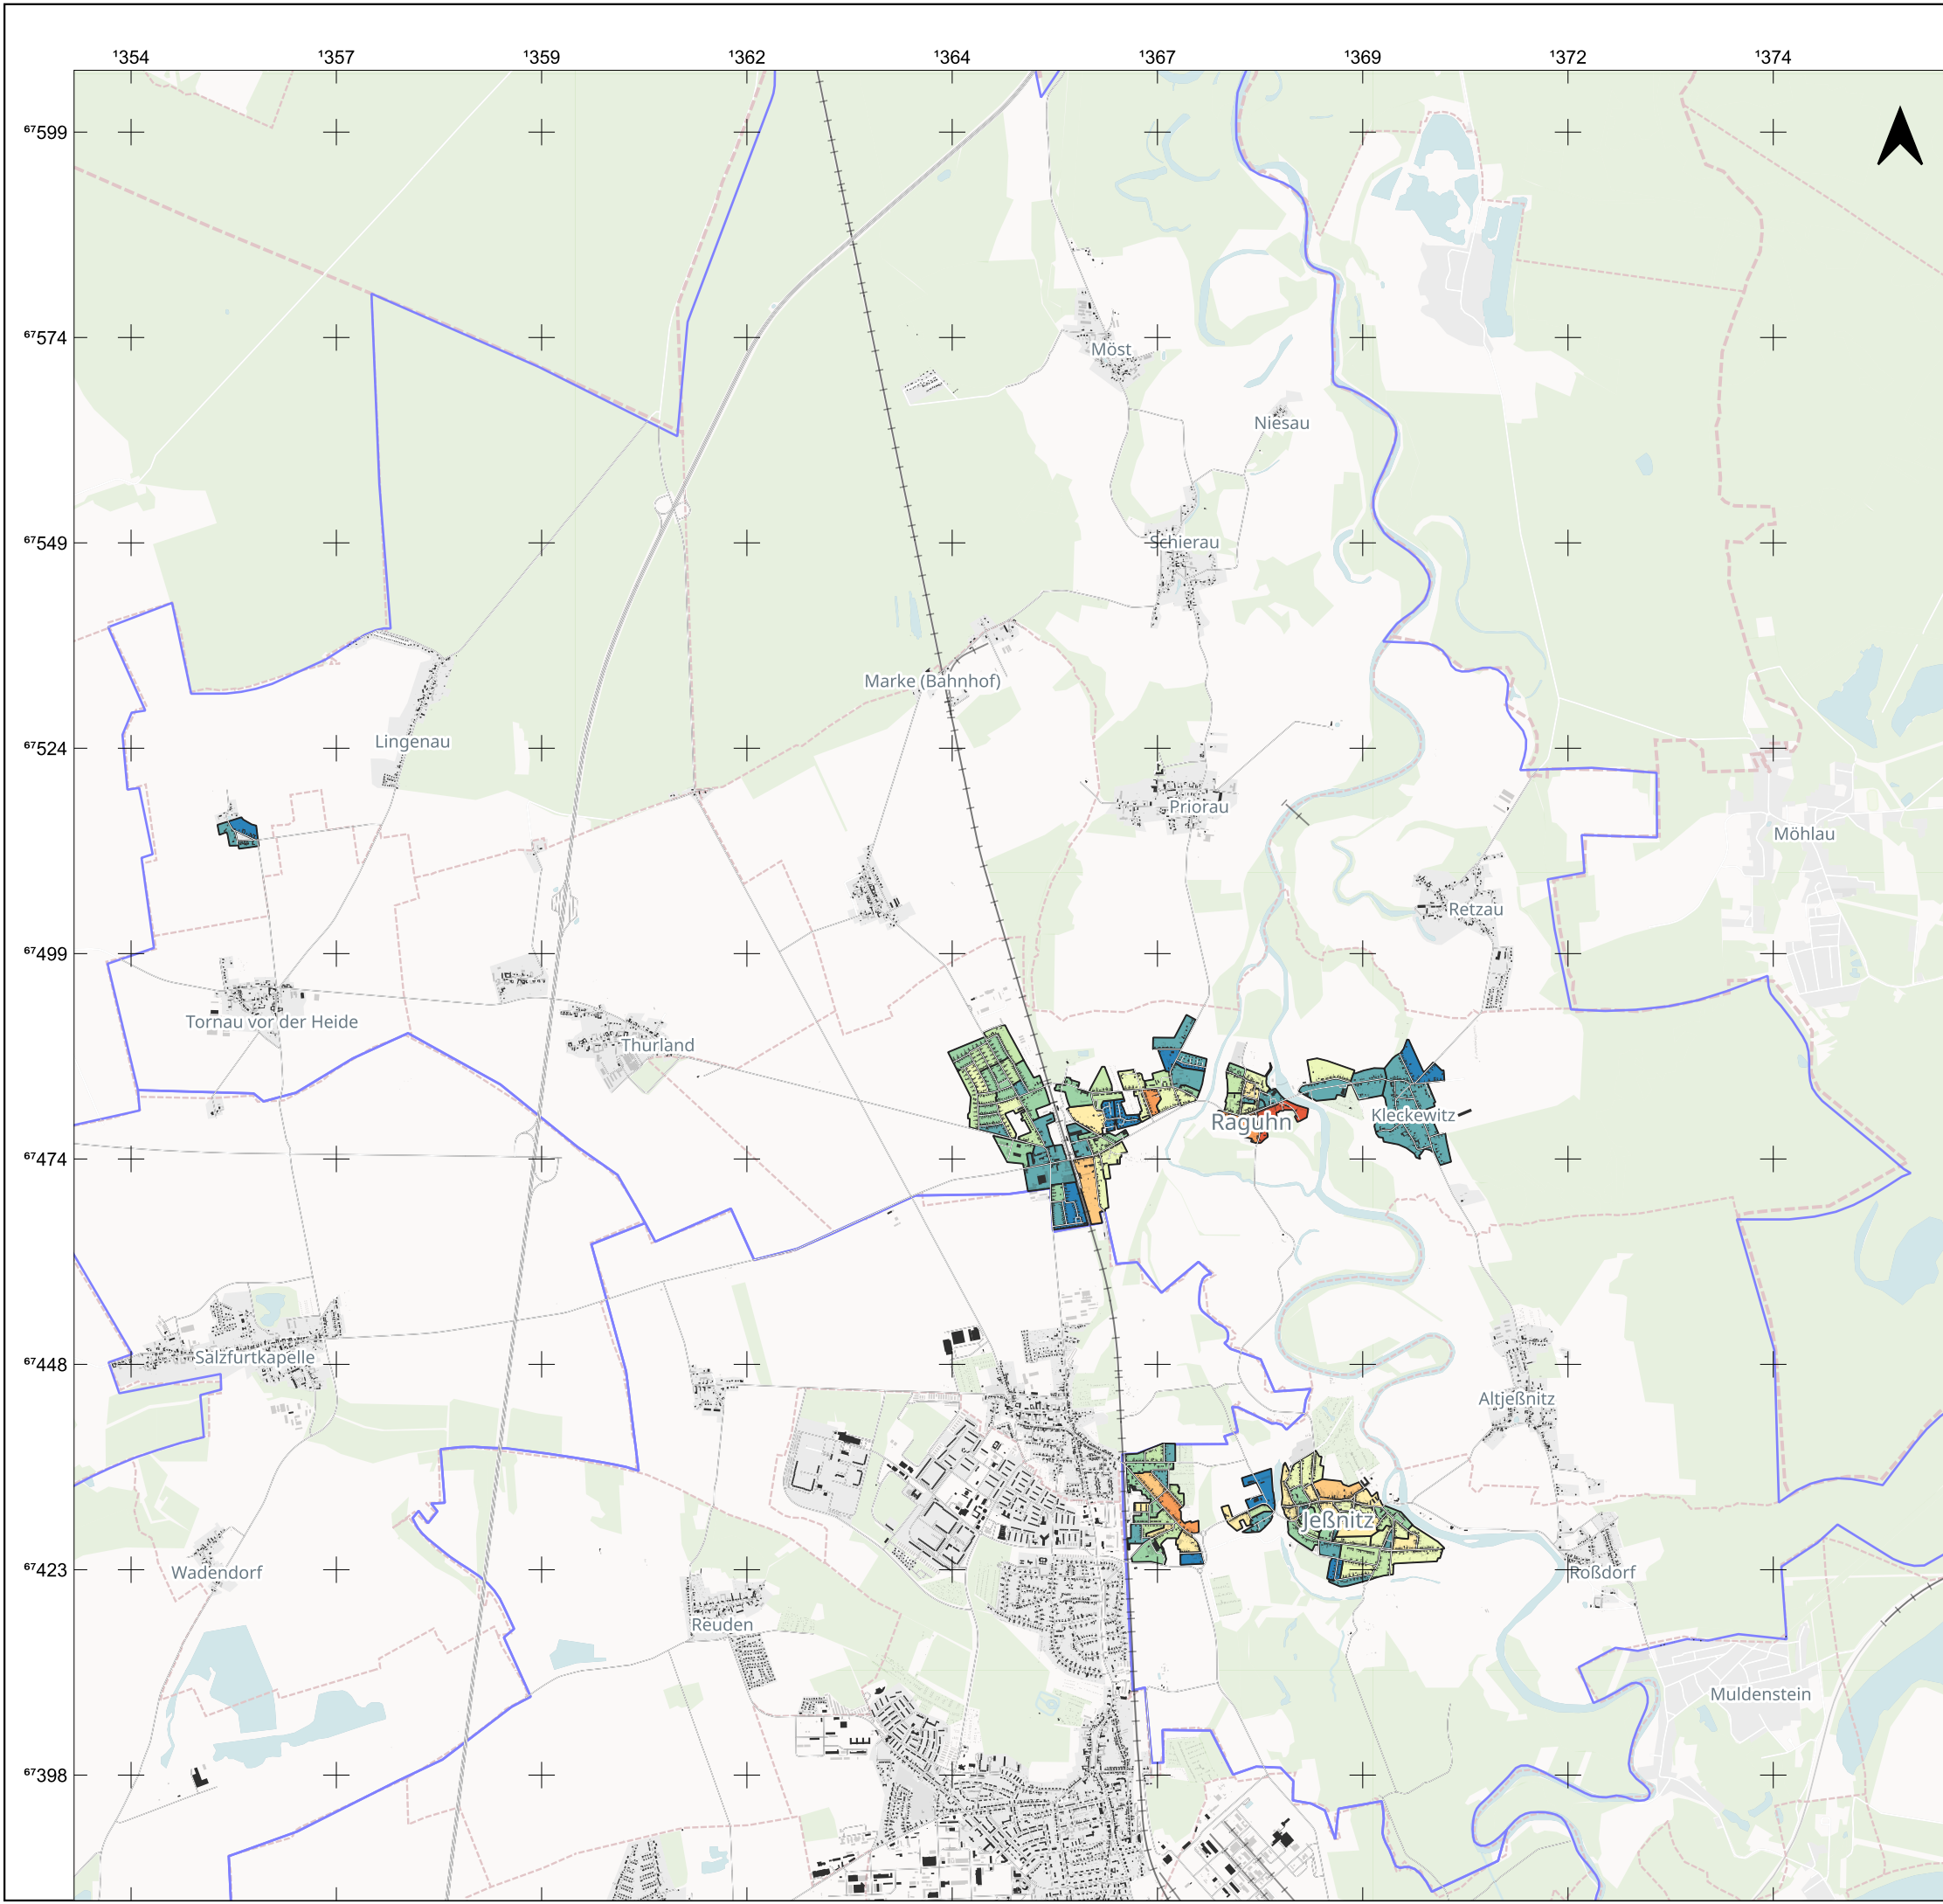 ¹354 ¹357 ¹359 ¹362 ¹364 ¹367 ¹369 ¹372 ¹374
⁶⁷599
⁶⁷574
Möst
Niesau
⁶⁷549
Schierau
Marke (Bahnhof)
Lingenau
⁶⁷524
Priorau
Möhlau
Retzau
⁶⁷499
Tornau vor der Heide
Thurland
Raguhn
Kleckewitz
⁶⁷474
Salzfurtkapelle
⁶⁷448
Altjeßnitz
Jeßnitz
⁶⁷423
Wadendorf
Roßdorf
Reuden
Muldenstein
⁶⁷398